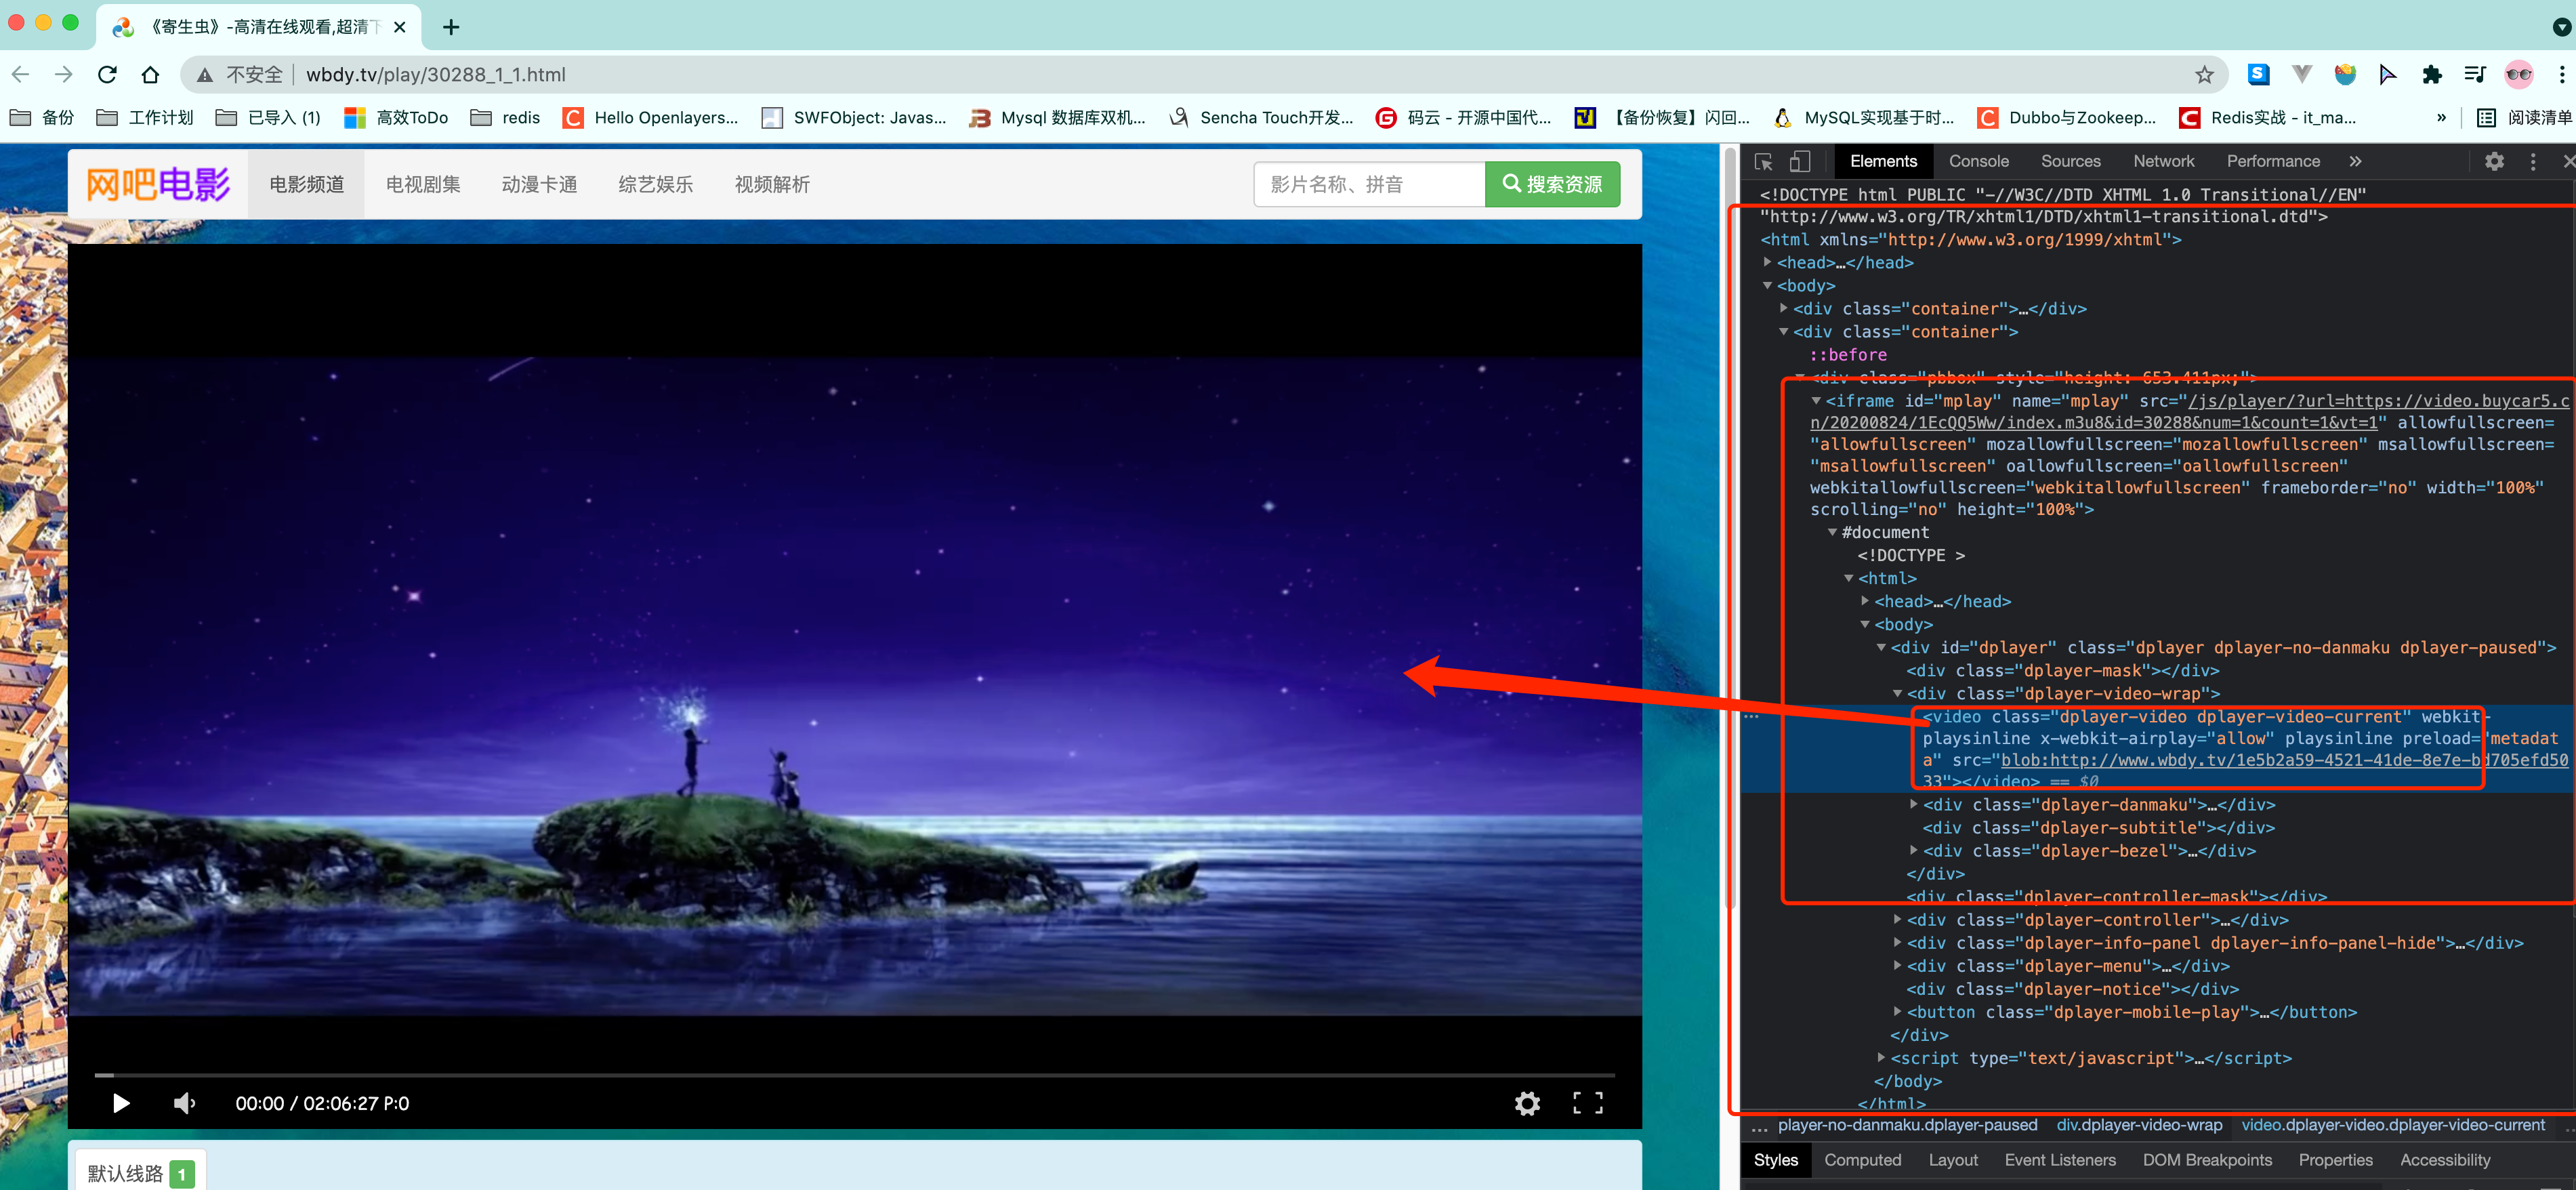 《寄生虫》-高清在线观看,超清下
不安全 | wbdy.tv/play/30288_1_1.html
备份 工作计划 已导入 (1) 高效ToDo redis Hello Openlayers... SWFObject: Javas... Mysql 数据库双机... Sencha Touch开发... 码云 - 开源中国代... 【备份恢复】闪回... MySQL实现基于时... Dubbo与Zookeep... Redis实战 - it_ma... » 阅读清单
网吧电影 电影频道 电视剧集 动漫卡通 综艺娱乐 视频解析 影片名称、拼音 搜索资源
00:00 / 02:06:27 P:0
默认线路 1
Elements Console Sources Network Performance »
<!DOCTYPE html PUBLIC "-//W3C//DTD XHTML 1.0 Transitional//EN"
"http://www.w3.org/TR/xhtml1/DTD/xhtml1-transitional.dtd">
<html xmlns="http://www.w3.org/1999/xhtml">
<head>…</head>
<body>
<div class="container">…</div>
<div class="container">
::before
<div class="pbbox" style="height: 653.411px;">
<iframe id="mplay" name="mplay" src="/js/player/?url=https://video.buycar5.c
n/20200824/1EcQQ5Ww/index.m3u8&id=30288&num=1&count=1&vt=1" allowfullscreen=
"allowfullscreen" mozallowfullscreen="mozallowfullscreen" msallowfullscreen=
"msallowfullscreen" oallowfullscreen="oallowfullscreen"
webkitallowfullscreen="webkitallowfullscreen" frameborder="no" width="100%"
scrolling="no" height="100%">
#document
<!DOCTYPE >
<html>
<head>…</head>
<body>
<div id="dplayer" class="dplayer dplayer-no-danmaku dplayer-paused">
<div class="dplayer-mask"></div>
<div class="dplayer-video-wrap">
<video class="dplayer-video dplayer-video-current" webkit-
playsinline x-webkit-airplay="allow" playsinline preload="metadat
a" src="blob:http://www.wbdy.tv/1e5b2a59-4521-41de-8e7e-bd705efd50
33"></video> == $0
<div class="dplayer-danmaku">…</div>
<div class="dplayer-subtitle"></div>
<div class="dplayer-bezel">…</div>
</div>
<div class="dplayer-controller-mask"></div>
<div class="dplayer-controller">…</div>
<div class="dplayer-info-panel dplayer-info-panel-hide">…</div>
<div class="dplayer-menu">…</div>
<div class="dplayer-notice"></div>
<button class="dplayer-mobile-play">…</button>
</div>
<script type="text/javascript">…</script>
</body>
</html>
... player-no-danmaku.dplayer-paused div.dplayer-video-wrap video.dplayer-video.dplayer-video-current
Styles Computed Layout Event Listeners DOM Breakpoints Properties Accessibility